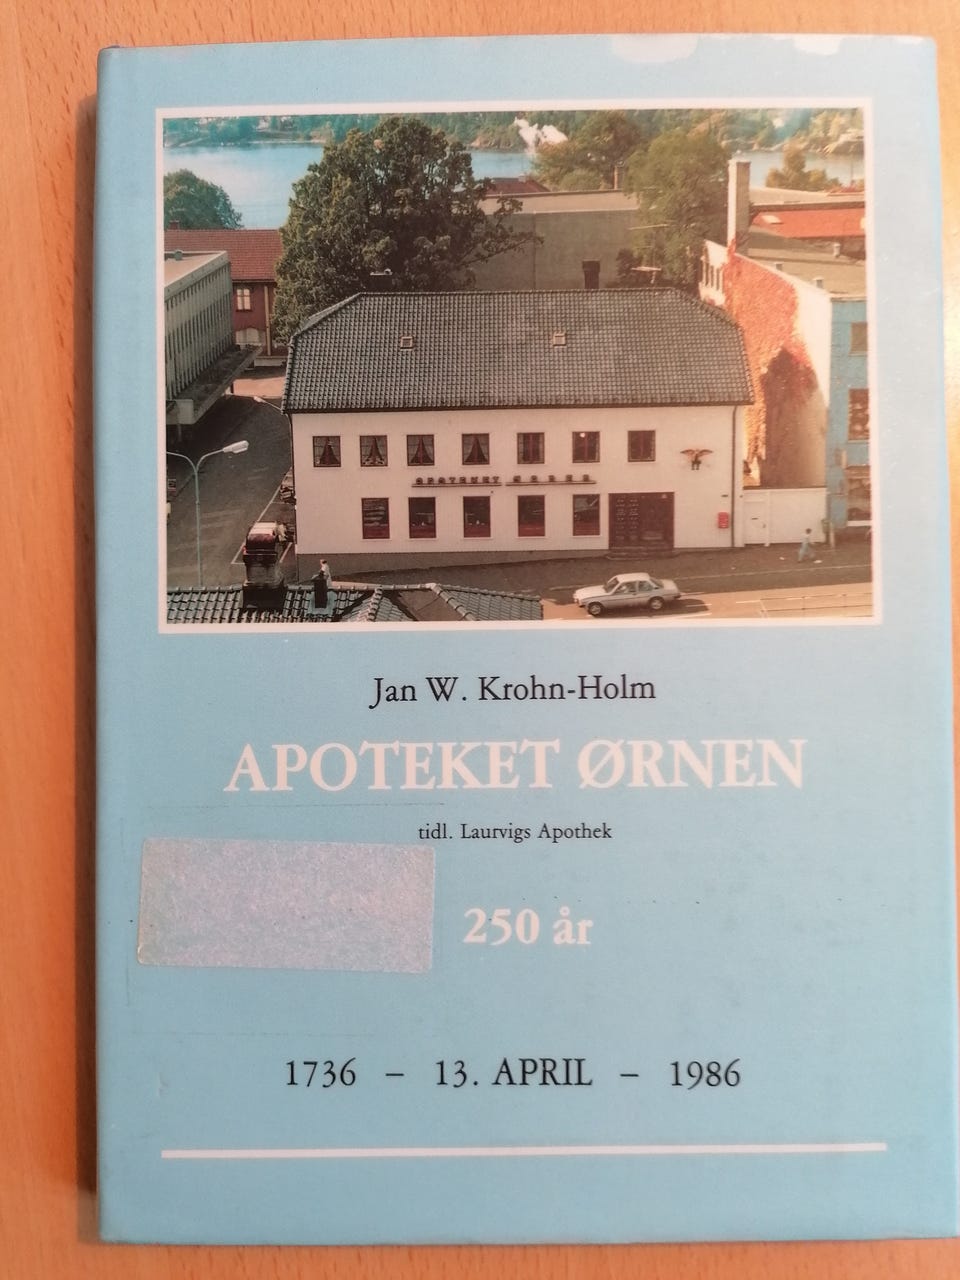 APOTEKET ØRNEN
Jan W. Krohn-Holm
APOTEKET ØRNEN
tidl. Laurvigs Apothek
250 år
1736 – 13. APRIL – 1986